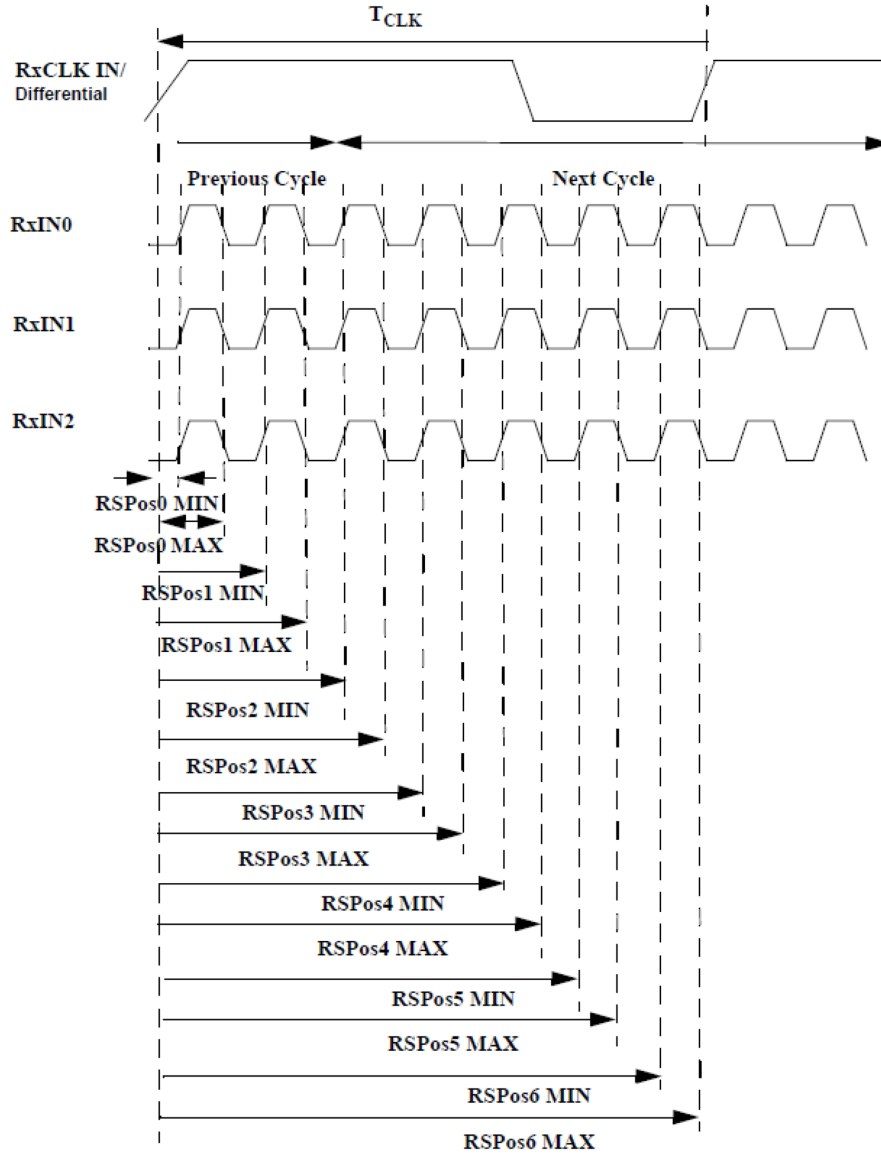 TCLK
RxCLK IN/
Differential
Previous Cycle
Next Cycle
RxIN0
RxIN1
RxIN2
RSPos0 MIN
RSPos0 MAX
RSPos1 MIN
RSPos1 MAX
RSPos2 MIN
RSPos2 MAX
RSPos3 MIN
RSPos3 MAX
RSPos4 MIN
RSPos4 MAX
RSPos5 MIN
RSPos5 MAX
RSPos6 MIN
RSPos6 MAX